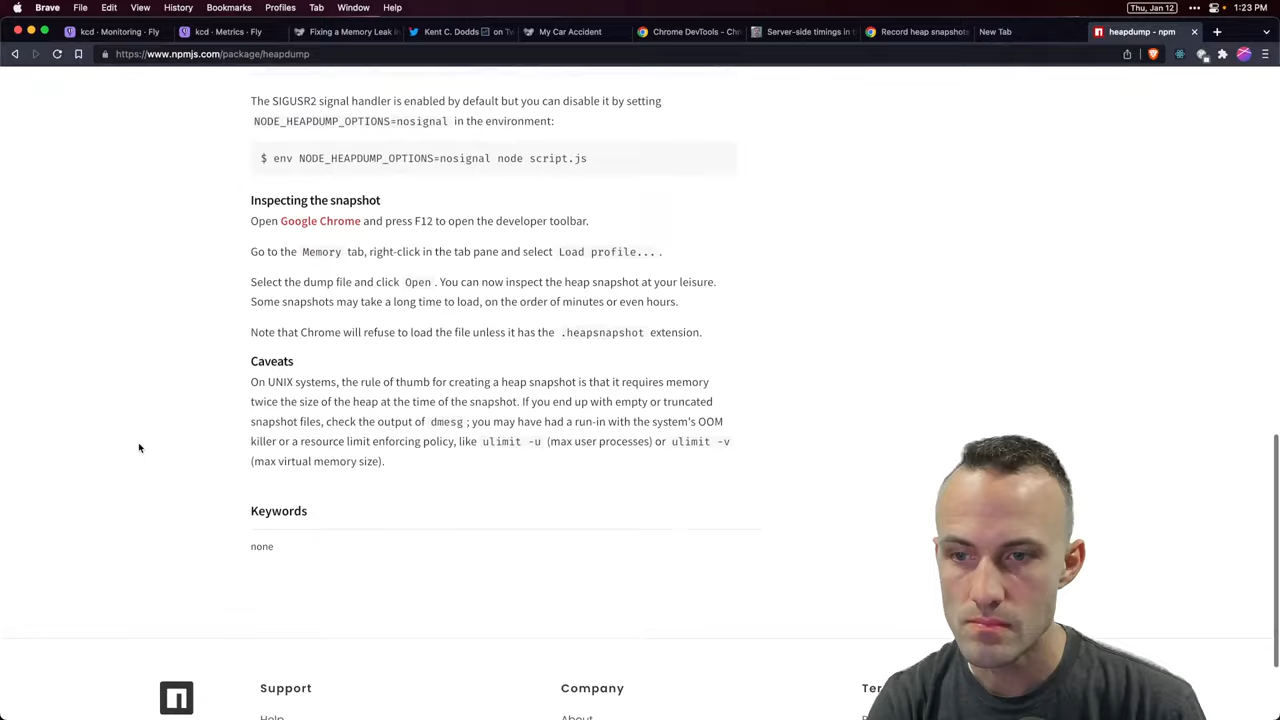 Brave File Edit View History Bookmarks Profiles Tab Window Help Thu, Jan 12 1:23 PM
kcd · Monitoring · Fly kcd · Metrics · Fly Fixing a Memory Leak in Kent C. Dodds on Tw My Car Accident Chrome DevTools - Chr Server-side timings in t Record heap snapshots New Tab heapdump - npm
https://www.npmjs.com/package/heapdump
The SIGUSR2 signal handler is enabled by default but you can disable it by setting
NODE_HEAPDUMP_OPTIONS=nosignal in the environment:
$ env NODE_HEAPDUMP_OPTIONS=nosignal node script.js
Inspecting the snapshot
Open Google Chrome and press F12 to open the developer toolbar.
Go to the Memory tab, right-click in the tab pane and select Load profile... .
Select the dump file and click Open . You can now inspect the heap snapshot at your leisure.
Some snapshots may take a long time to load, on the order of minutes or even hours.
Note that Chrome will refuse to load the file unless it has the .heapsnapshot extension.
Caveats
On UNIX systems, the rule of thumb for creating a heap snapshot is that it requires memory
twice the size of the heap at the time of the snapshot. If you end up with empty or truncated
snapshot files, check the output of dmesg ; you may have had a run-in with the system's OOM
killer or a resource limit enforcing policy, like ulimit -u (max user processes) or ulimit -v
(max virtual memory size).
Keywords
none
n
Support Company Ter
Help About